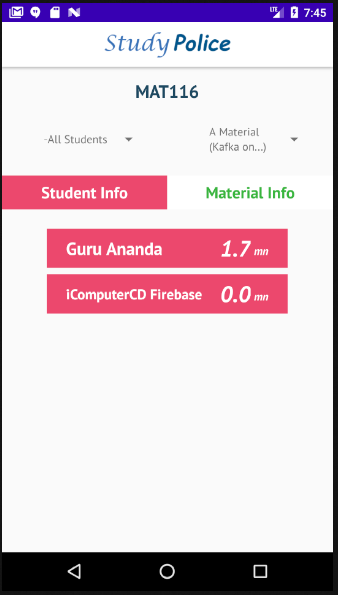 LTE 7:45
Study Police
MAT116
-All Students
A Material
(Kafka on...)
Student Info
Material Info
Guru Ananda 1.7 mn
iComputerCD Firebase 0.0 mn